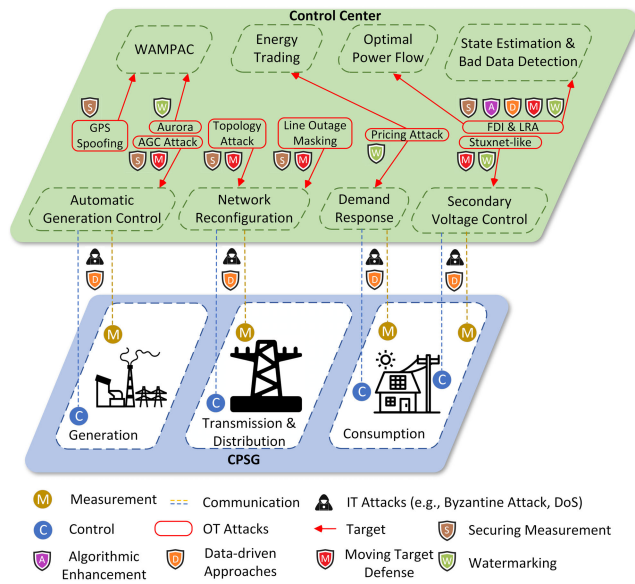 Control Center
WAMPAC
Energy
Trading
Optimal
Power Flow
State Estimation &
Bad Data Detection
S
W
S
A
D
M
W
GPS
Spoofing
Aurora
AGC Attack
Topology
Attack
Line Outage
Masking
Pricing Attack
FDI & LRA
Stuxnet-like
S
M
S
M
S
M
W
M
W
Automatic
Generation Control
Network
Reconfiguration
Demand
Response
Secondary
Voltage Control
D
D
D
D
M
M
M
M
C
C
C
C
Generation
Transmission &
Distribution
Consumption
CPSG
M Measurement
Communication
IT Attacks (e.g., Byzantine Attack, DoS)
C Control
OT Attacks
Target
S Securing Measurement
A Algorithmic
Enhancement
D Data-driven
Approaches
M Moving Target
Defense
W Watermarking